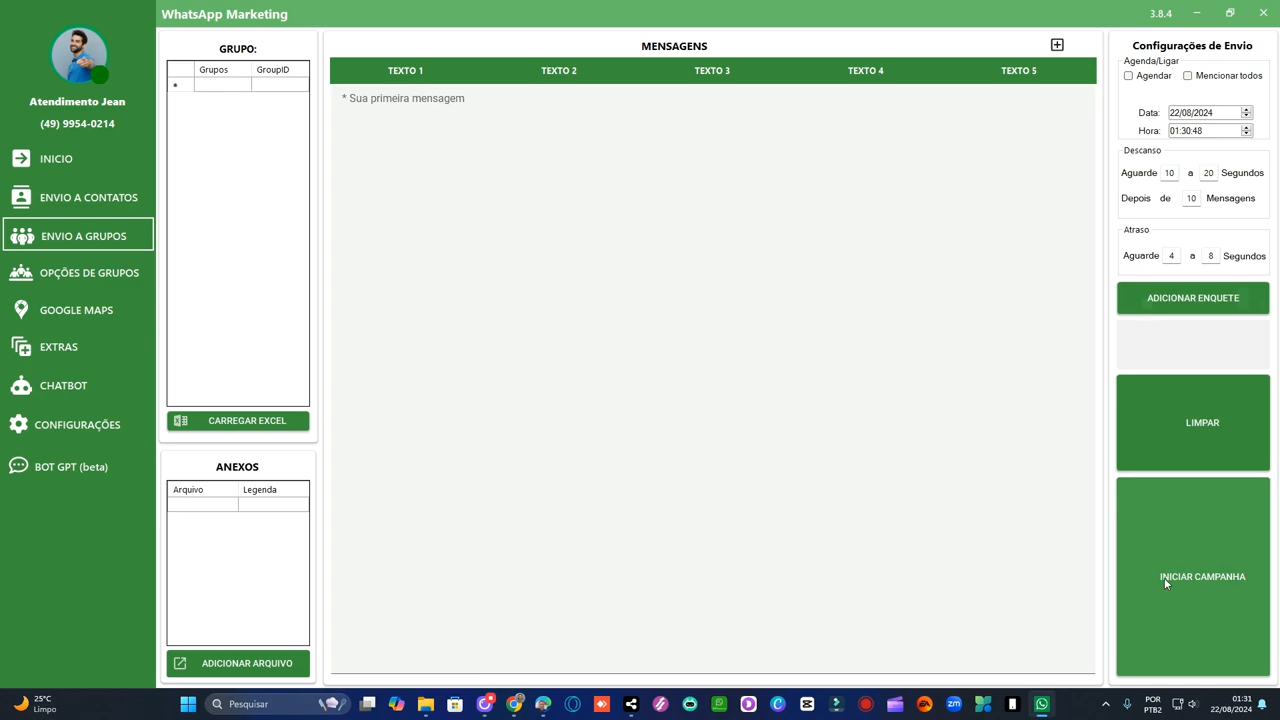 WhatsApp Marketing
3.8.4
Atendimento Jean
(49) 9954-0214
INICIO
ENVIO A CONTATOS
ENVIO A GRUPOS
OPÇÕES DE GRUPOS
GOOGLE MAPS
EXTRAS
CHATBOT
CONFIGURAÇÕES
BOT GPT (beta)
GRUPO:
Grupos GroupID
CARREGAR EXCEL
ANEXOS
Arquivo Legenda
ADICIONAR ARQUIVO
MENSAGENS
TEXTO 1 TEXTO 2 TEXTO 3 TEXTO 4 TEXTO 5
* Sua primeira mensagem
Configurações de Envio
Agenda/Ligar
Agendar Mencionar todos
Data: 22/08/2024
Hora: 01:30:48
Descanso
Aguarde 10 a 20 Segundos
Depois de 10 Mensagens
Atraso
Aguarde 4 a 8 Segundos
ADICIONAR ENQUETE
LIMPAR
INICIAR CAMPANHA
25°C
Limpo
Pesquisar
POR
PTB2
01:31
22/08/2024